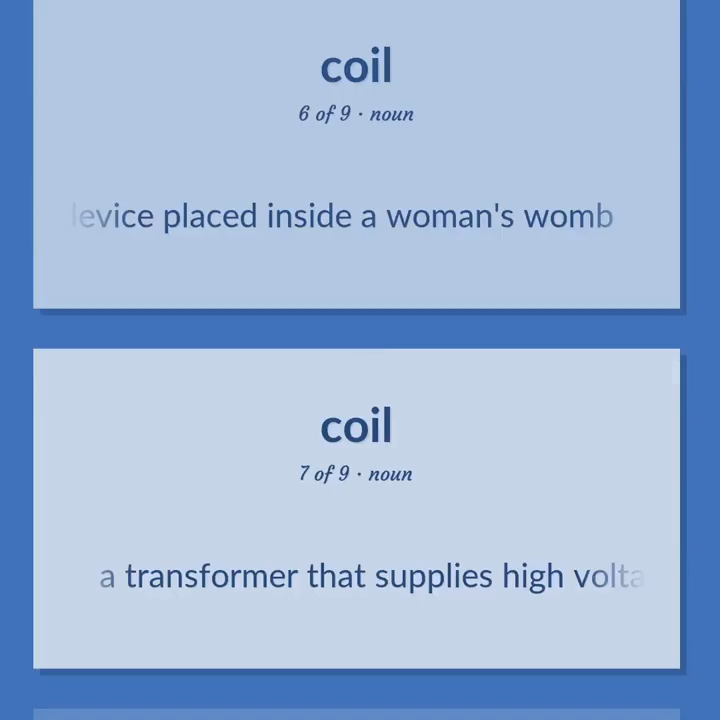 coil
6 of 9 · noun
evice placed inside a woman's womb
coil
7 of 9 · noun
a transformer that supplies high volta